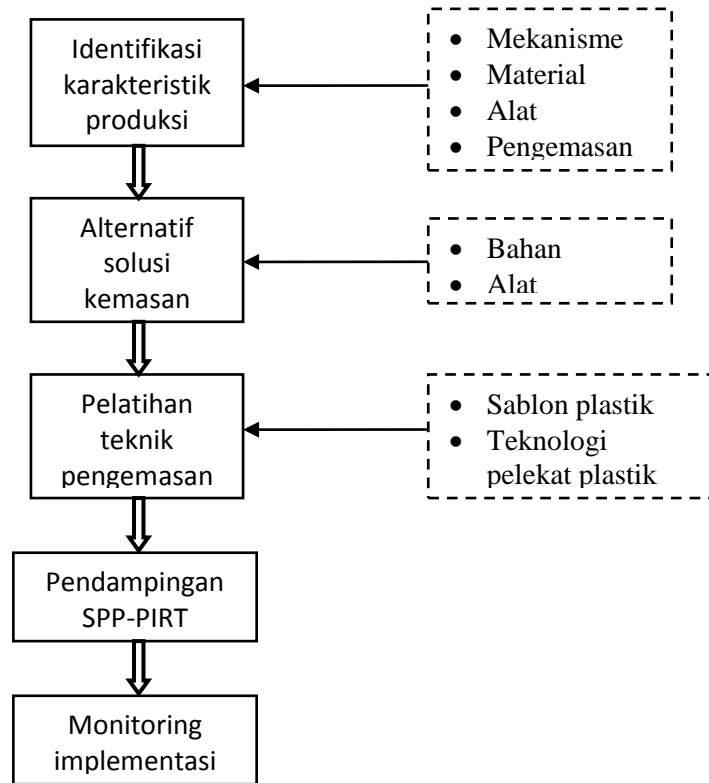 Identifikasi
karakteristik
produksi
• Mekanisme
• Material
• Alat
• Pengemasan
Alternatif
solusi
kemasan
• Bahan
• Alat
Pelatihan
teknik
pengemasan
• Sablon plastik
• Teknologi
pelekat plastik
Pendampingan
SPP-PIRT
Monitoring
implementasi